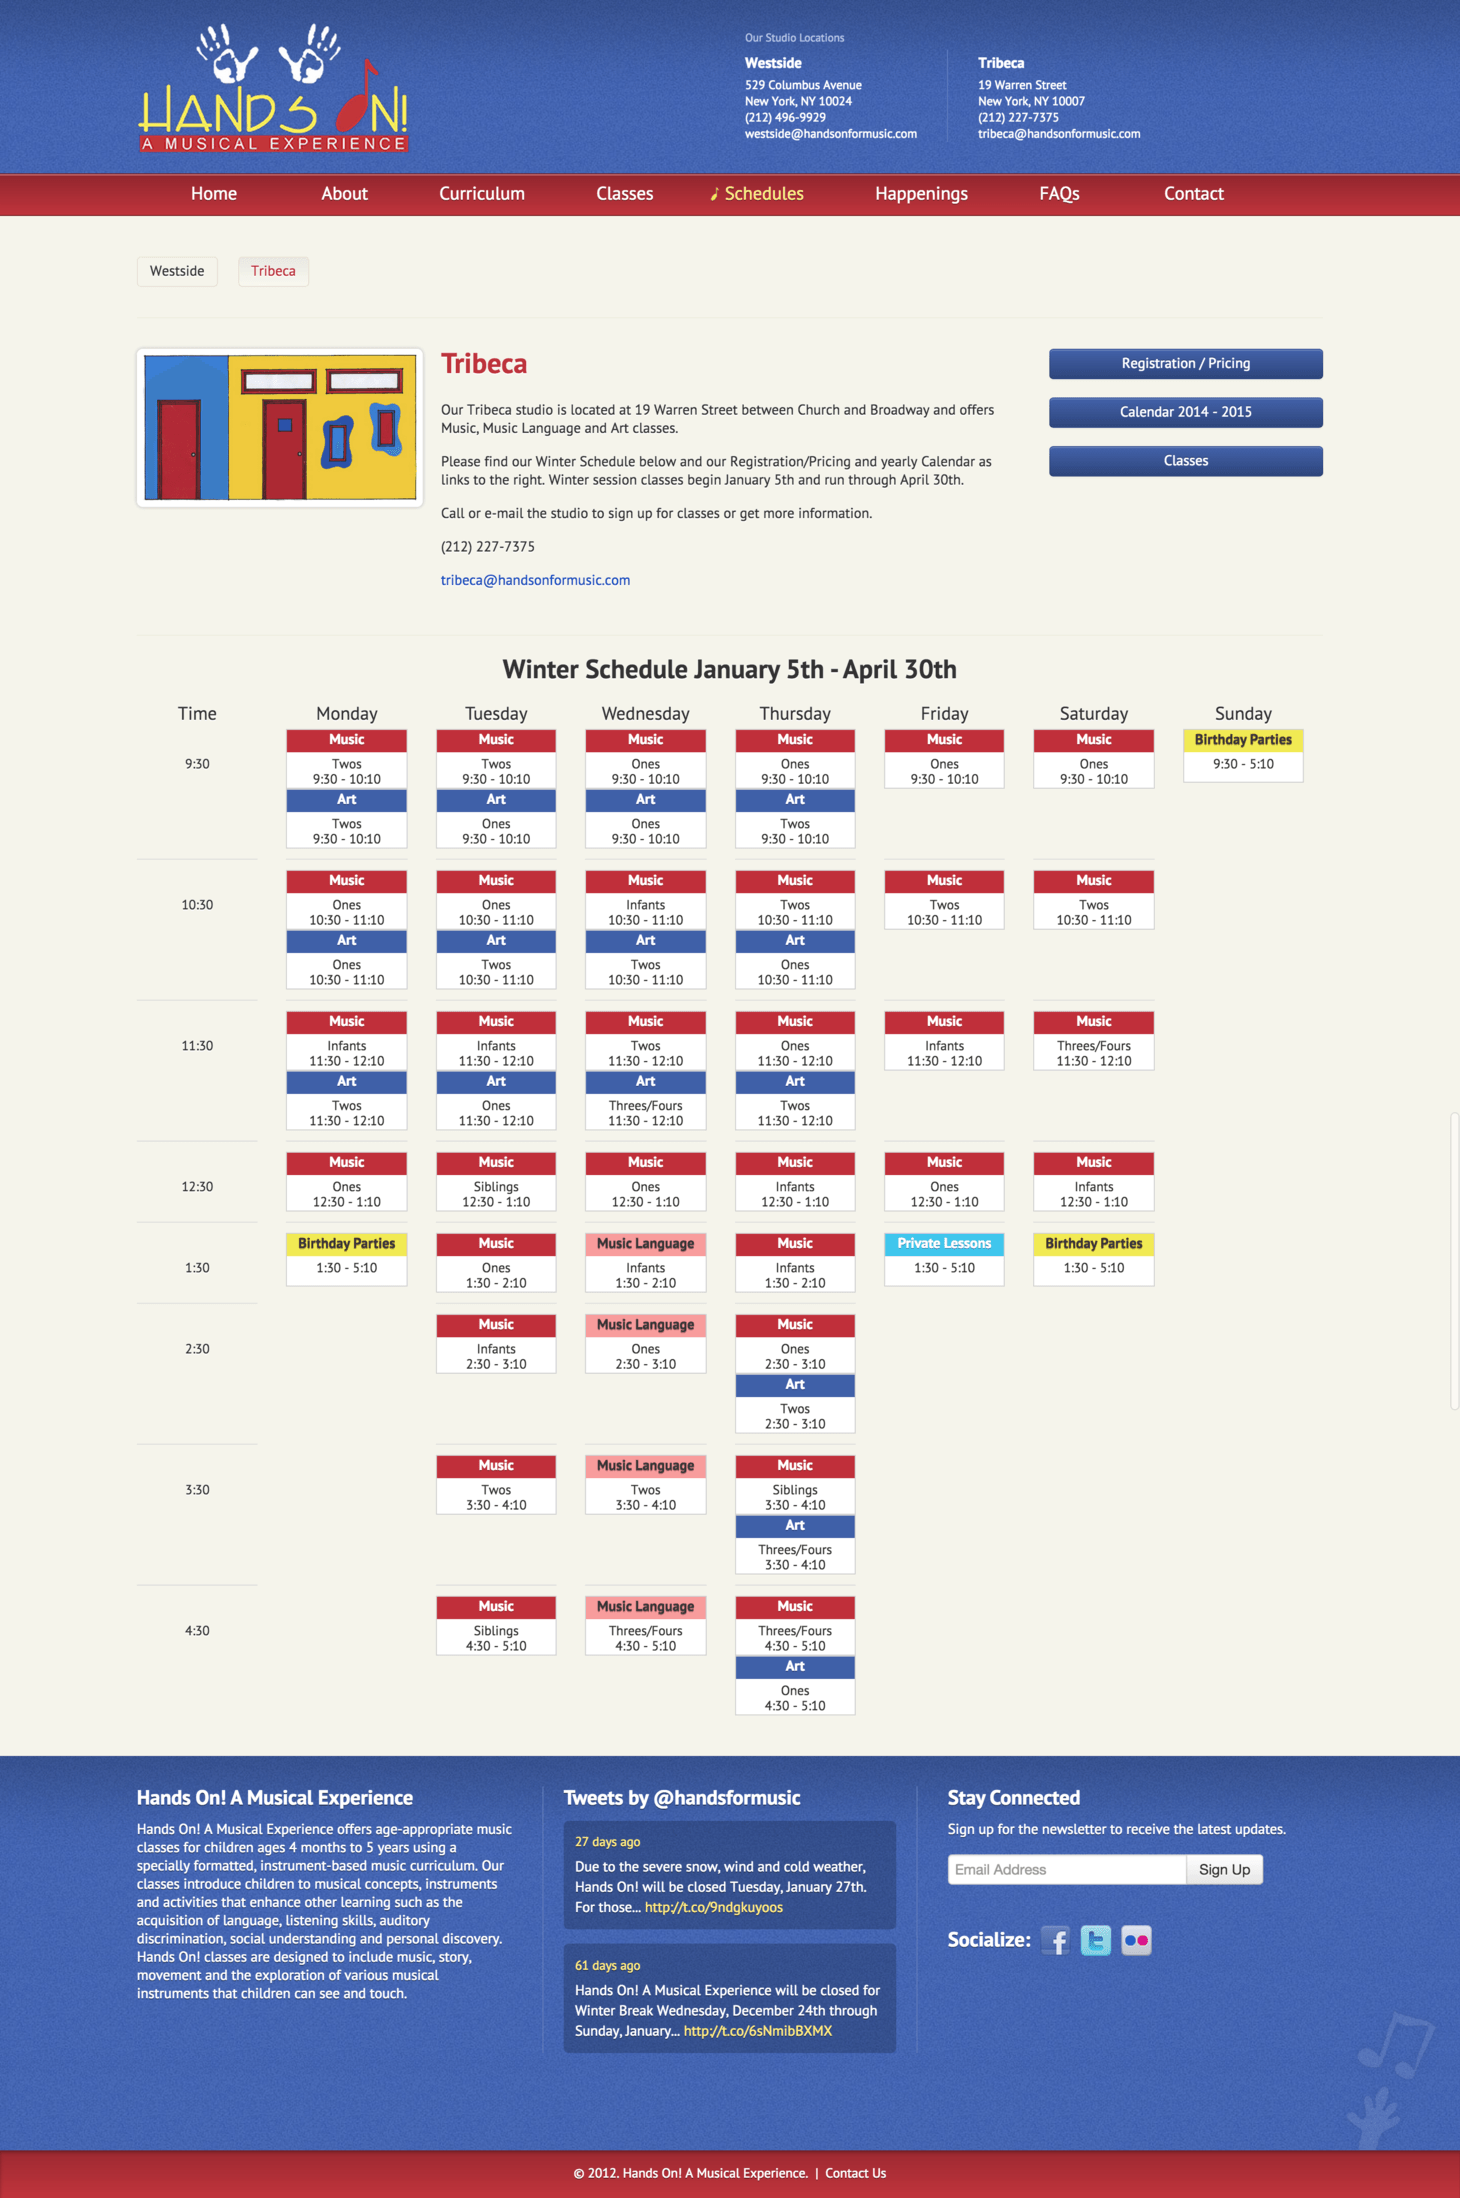 HANDS ON!
A MUSICAL EXPERIENCE
Our Studio Locations
Westside
529 Columbus Avenue
New York, NY 10024
(212) 496-9929
westside@handsonformusic.com
Tribeca
19 Warren Street
New York, NY 10007
(212) 227-7375
tribeca@handsonformusic.com
Home About Curriculum Classes Schedules Happenings FAQs Contact
Westside Tribeca
Tribeca
Our Tribeca studio is located at 19 Warren Street between Church and Broadway and offers
Music, Music Language and Art classes.
Please find our Winter Schedule below and our Registration/Pricing and yearly Calendar as
links to the right. Winter session classes begin January 5th and run through April 30th.
Call or e-mail the studio to sign up for classes or get more information.
(212) 227-7375
tribeca@handsonformusic.com
Registration / Pricing
Calendar 2014 - 2015
Classes
Winter Schedule January 5th - April 30th
Time Monday Tuesday Wednesday Thursday Friday Saturday Sunday
Music Music Music Music Music Music Birthday Parties
9:30 Twos Twos Ones Ones Ones Ones 9:30 - 5:10
9:30 - 10:10 9:30 - 10:10 9:30 - 10:10 9:30 - 10:10 9:30 - 10:10 9:30 - 10:10
Art Art Art Art
Twos Ones Ones Twos
9:30 - 10:10 9:30 - 10:10 9:30 - 10:10 9:30 - 10:10
Music Music Music Music Music Music
10:30 Ones Ones Infants Twos Twos Twos
10:30 - 11:10 10:30 - 11:10 10:30 - 11:10 10:30 - 11:10 10:30 - 11:10 10:30 - 11:10
Art Art Art Art
Ones Twos Twos Ones
10:30 - 11:10 10:30 - 11:10 10:30 - 11:10 10:30 - 11:10
Music Music Music Music Music Music
11:30 Infants Infants Twos Ones Infants Threes/Fours
11:30 - 12:10 11:30 - 12:10 11:30 - 12:10 11:30 - 12:10 11:30 - 12:10 11:30 - 12:10
Art Art Art Art
Twos Ones Threes/Fours Twos
11:30 - 12:10 11:30 - 12:10 11:30 - 12:10 11:30 - 12:10
Music Music Music Music Music Music
12:30 Ones Siblings Ones Infants Ones Infants
12:30 - 1:10 12:30 - 1:10 12:30 - 1:10 12:30 - 1:10 12:30 - 1:10 12:30 - 1:10
Birthday Parties Music Music Language Music Private Lessons Birthday Parties
1:30 1:30 - 5:10 Ones Infants Infants 1:30 - 5:10 1:30 - 5:10
1:30 - 2:10 1:30 - 2:10 1:30 - 2:10
Music Music Language Music
2:30 Infants Ones Ones
2:30 - 3:10 2:30 - 3:10 2:30 - 3:10
Art
Twos
2:30 - 3:10
Music Music Language Music
3:30 Twos Twos Siblings
3:30 - 4:10 3:30 - 4:10 3:30 - 4:10
Art
Threes/Fours
3:30 - 4:10
Music Music Language Music
4:30 Siblings Threes/Fours Threes/Fours
4:30 - 5:10 4:30 - 5:10 4:30 - 5:10
Art
Ones
4:30 - 5:10
Hands On! A Musical Experience
Hands On! A Musical Experience offers age-appropriate music
classes for children ages 4 months to 5 years using a
specially formatted, instrument-based music curriculum. Our
classes introduce children to musical concepts, instruments
and activities that enhance other learning such as the
acquisition of language, listening skills, auditory
discrimination, social understanding and personal discovery.
Hands On! classes are designed to include music, story,
movement and the exploration of various musical
instruments that children can see and touch.
Tweets by @handsformusic
27 days ago
Due to the severe snow, wind and cold weather,
Hands On! will be closed Tuesday, January 27th.
For those... http://t.co/9ndgkuyoos
61 days ago
Hands On! A Musical Experience will be closed for
Winter Break Wednesday, December 24th through
Sunday, January... http://t.co/6sNmibBXMX
Stay Connected
Sign up for the newsletter to receive the latest updates.
Email Address Sign Up
Socialize: f t
© 2012. Hands On! A Musical Experience. | Contact Us